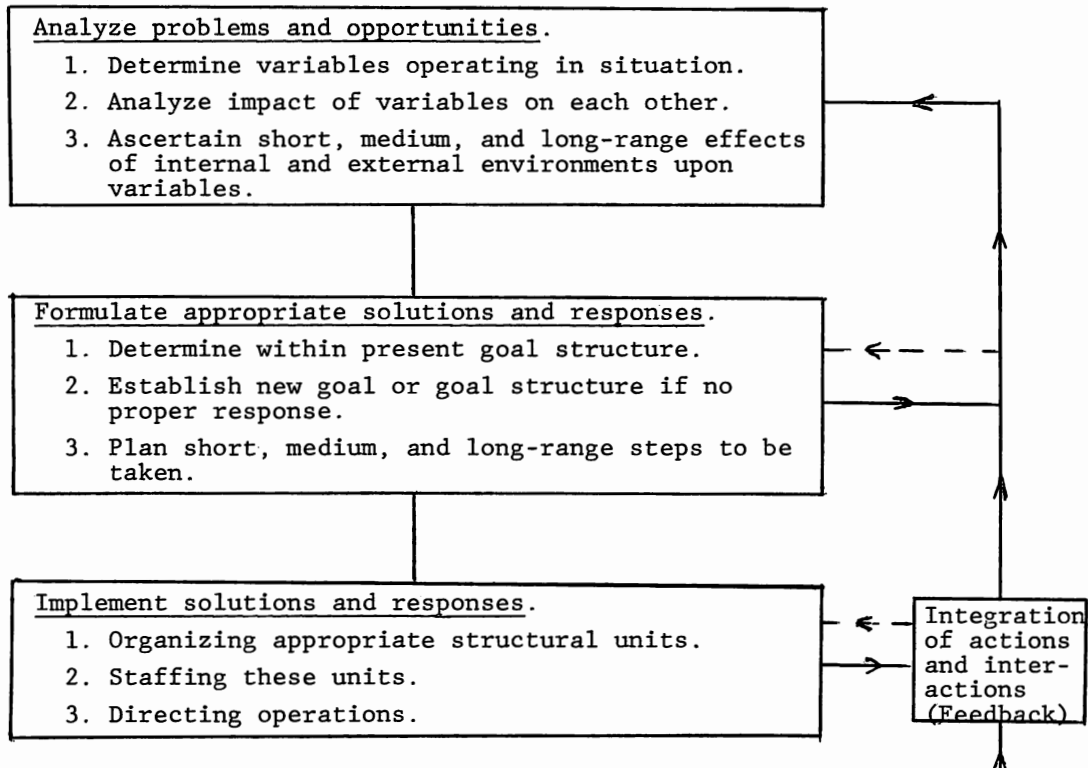 Analyze problems and opportunities.
1. Determine variables operating in situation.
2. Analyze impact of variables on each other.
3. Ascertain short, medium, and long-range effects
of internal and external environments upon
variables.
Formulate appropriate solutions and responses.
1. Determine within present goal structure.
2. Establish new goal or goal structure if no
proper response.
3. Plan short, medium, and long-range steps to be
taken.
Implement solutions and responses.
1. Organizing appropriate structural units.
2. Staffing these units.
3. Directing operations.
Integration
of actions
and inter-
actions
(Feedback)